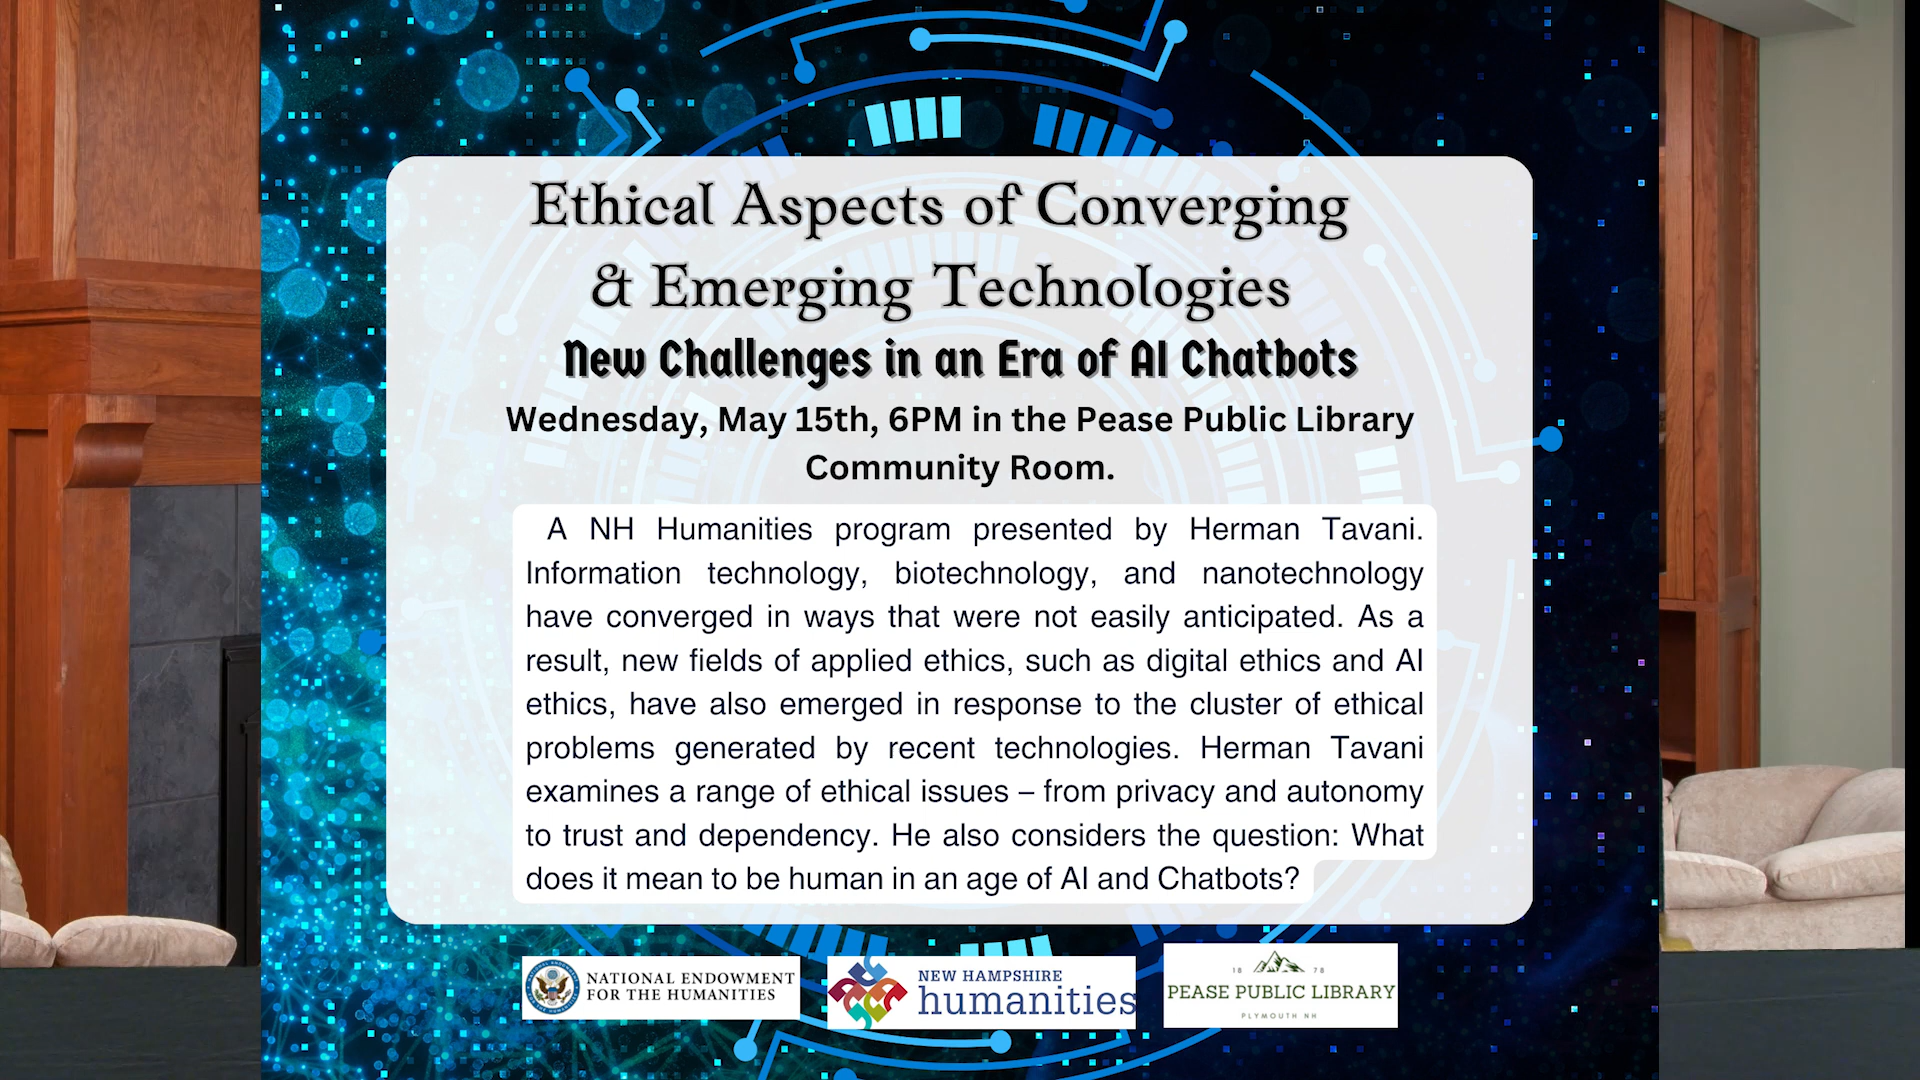 Ethical Aspects of Converging
& Emerging Technologies
New Challenges in an Era of AI Chatbots
Wednesday, May 15th, 6PM in the Pease Public Library
Community Room.
A NH Humanities program presented by Herman Tavani.
Information technology, biotechnology, and nanotechnology
have converged in ways that were not easily anticipated. As a
result, new fields of applied ethics, such as digital ethics and AI
ethics, have also emerged in response to the cluster of ethical
problems generated by recent technologies. Herman Tavani
examines a range of ethical issues – from privacy and autonomy
to trust and dependency. He also considers the question: What
does it mean to be human in an age of AI and Chatbots?
NATIONAL ENDOWMENT
FOR THE HUMANITIES
NEW HAMPSHIRE
humanities
18 78
PEASE PUBLIC LIBRARY
PLYMOUTH NH